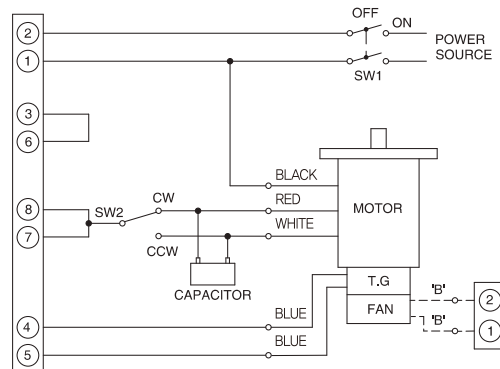 OFF
ON
2
POWER
SOURCE
1
SW1
3
6
BLACK
CW
RED
8
SW2
MOTOR
WHITE
7
CCW
T.G
CAPACITOR
'B'
2
BLUE
FAN
4
'B'
1
BLUE
5